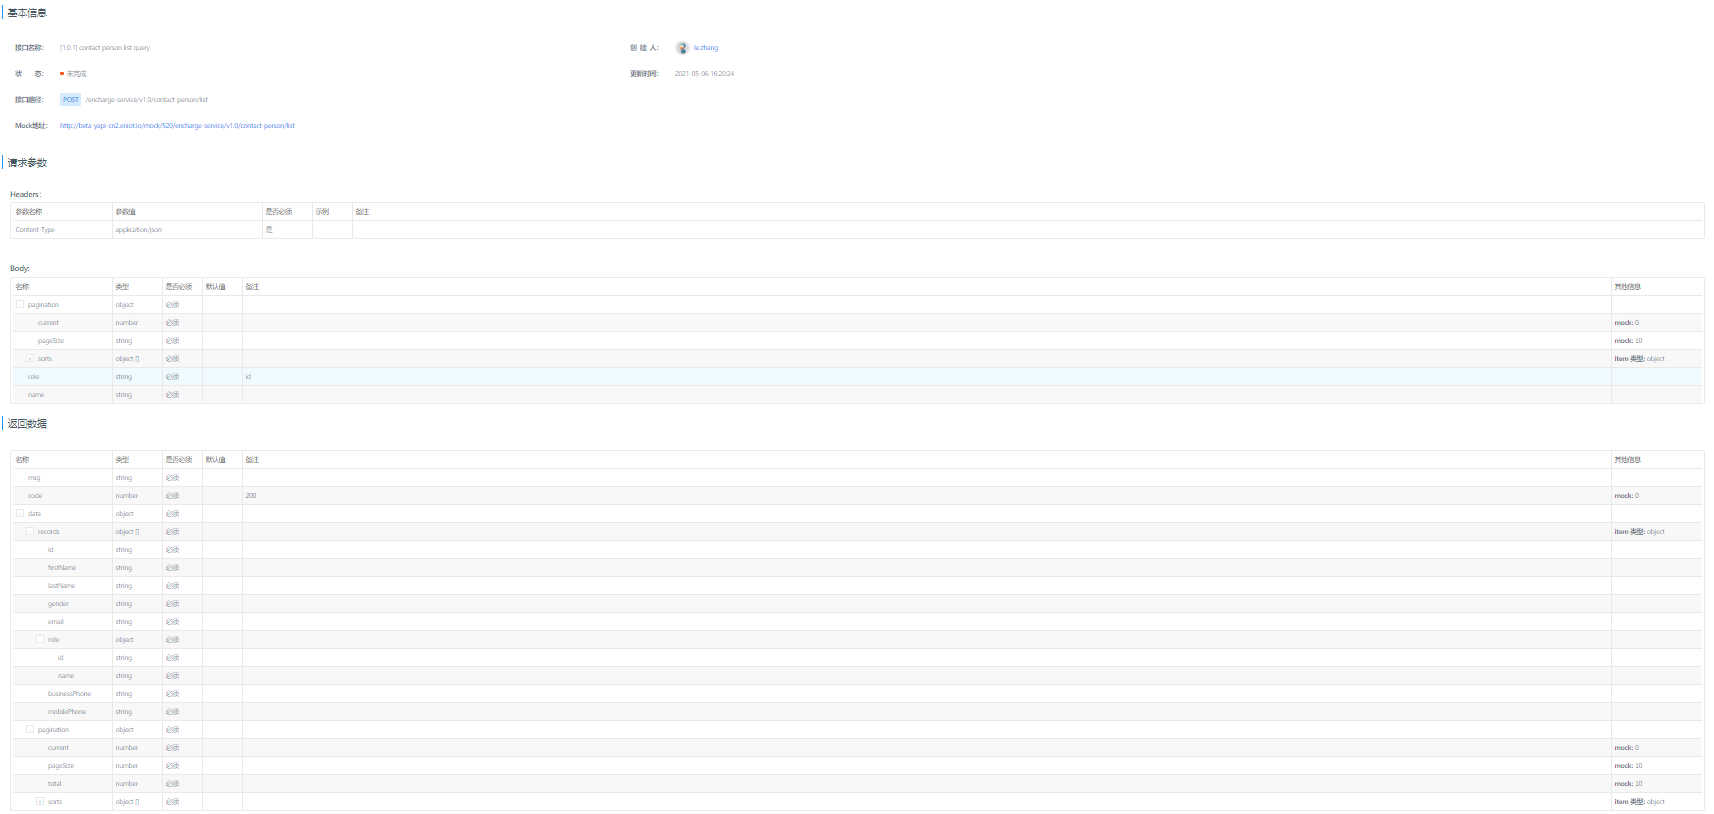 基本信息
接口名称: [1.0.1] contact person list query 创 建 人: le.zhang
状 态: 未完成 更新时间: 2021-05-06 16:20:24
接口路径: POST /encharge-service/v1.0/contact-person/list
Mock地址: http://beta-yapi-cn2.eniot.io/mock/520/encharge-service/v1.0/contact-person/list
请求参数
Headers:
参数名称 参数值 是否必须 示例 备注
Content-Type application/json 是
Body:
名称 类型 是否必须 默认值 备注 其他信息
pagination object 必须
current number 必须 mock: 0
pageSize string 必须 mock: 10
sorts object [] 必须 item 类型: object
role string 必须 id
name string 必须
返回数据
名称 类型 是否必须 默认值 备注 其他信息
msg string 必须
code number 必须 200 mock: 0
data object 必须
records object [] 必须 item 类型: object
id string 必须
firstName string 必须
lastName string 必须
gender string 必须
email string 必须
role object 必须
id string 必须
name string 必须
businessPhone string 必须
mobilePhone string 必须
pagination object 必须
current number 必须 mock: 0
pageSize number 必须 mock: 10
total number 必须 mock: 10
sorts object [] 必须 item 类型: object